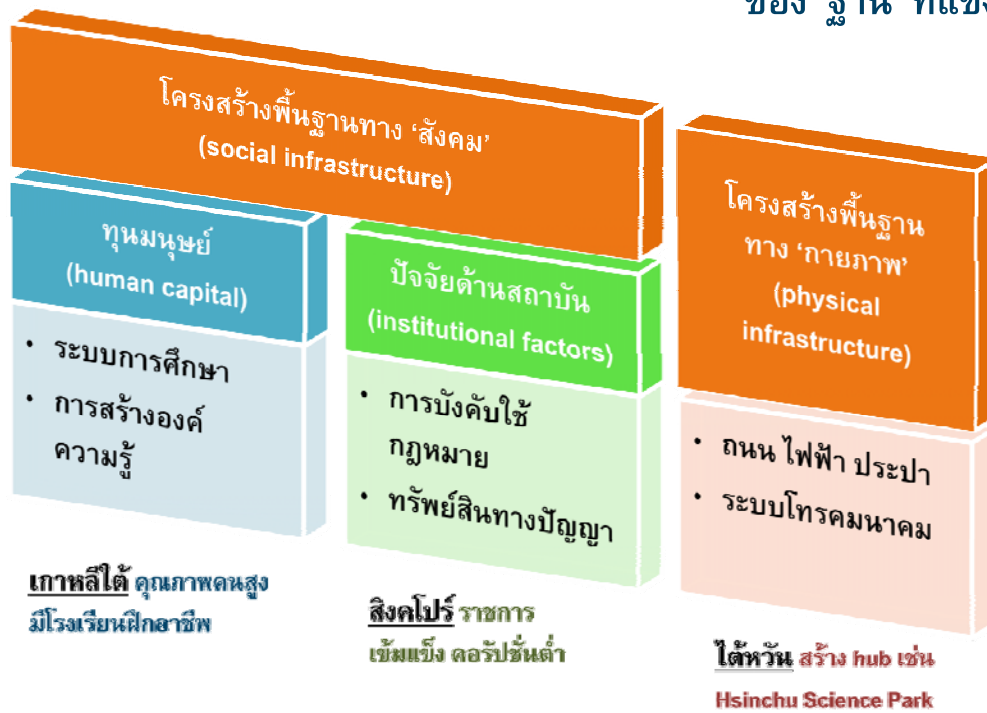 ของ ฐาน
โครงสร้างพื้นฐานทาง ‘สังคม’
(social infrastructure)
ทุนมนุษย์
(human capital)
• ระบบการศึกษา
• การสร้างองค์
ความรู้
ปัจจัยด้านสถาบัน
(institutional factors)
• การบังคับใช้
กฎหมาย
• ทรัพย์สินทางปัญญา
โครงสร้างพื้นฐาน
ทาง ‘กายภาพ’
(physical
infrastructure)
• ถนน ไฟฟ้า ประปา
• ระบบโทรคมนาคม
เกาหลีใต้ คุณภาพคนสูง
มีโรงเรียนฝึกอาชีพ
สิงคโปร์ ราชการ
เข้มแข็ง คอรัปชั่นต่ำ
ไต้หวัน สร้าง hub เช่น
Hsinchu Science Park